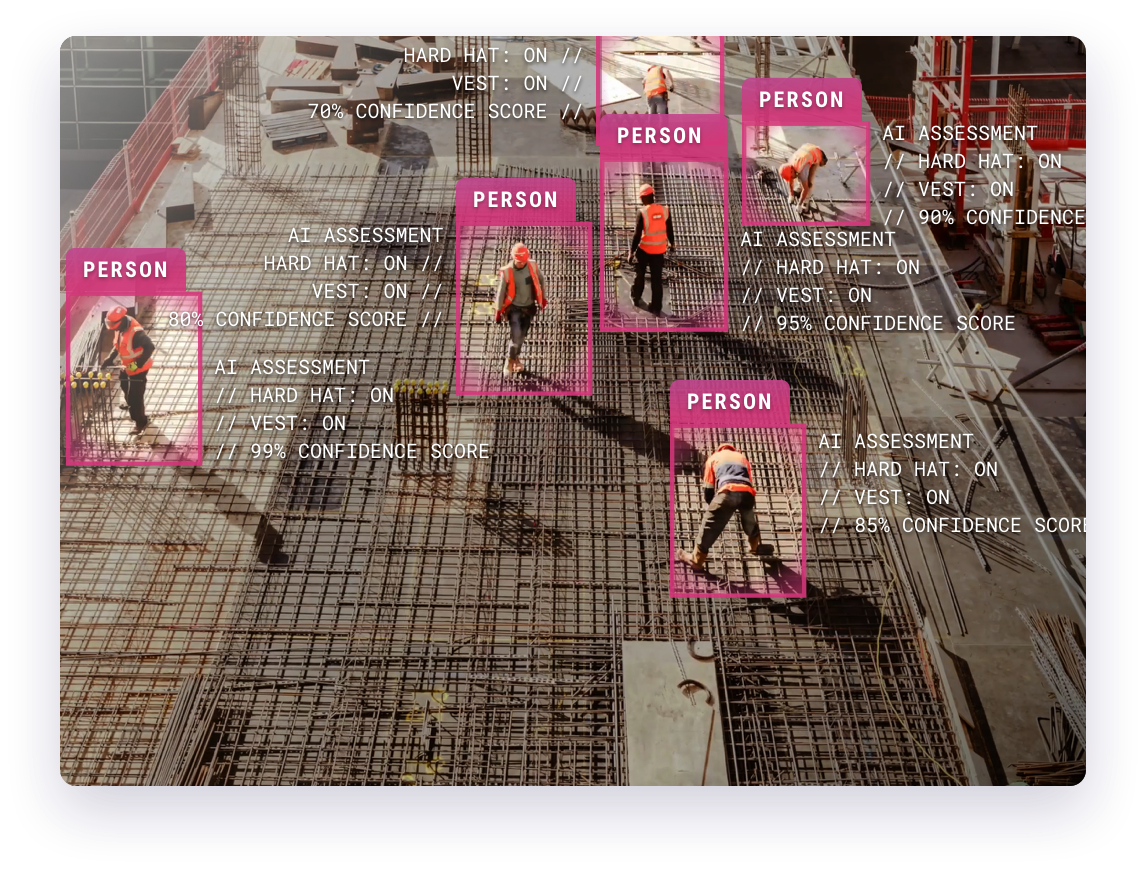 HARD HAT: ON //
VEST: ON //
70% CONFIDENCE SCORE //
PERSON
AI ASSESSMENT
// HARD HAT: ON
// VEST: ON
// 90% CONFIDENCE
PERSON
AI ASSESSMENT
// HARD HAT: ON
// VEST: ON
// 95% CONFIDENCE SCORE
PERSON
AI ASSESSMENT
HARD HAT: ON //
VEST: ON //
80% CONFIDENCE SCORE //
PERSON
AI ASSESSMENT
// HARD HAT: ON
// VEST: ON
// 99% CONFIDENCE SCORE
PERSON
AI ASSESSMENT
// HARD HAT: ON
// VEST: ON
// 85% CONFIDENCE SCORE